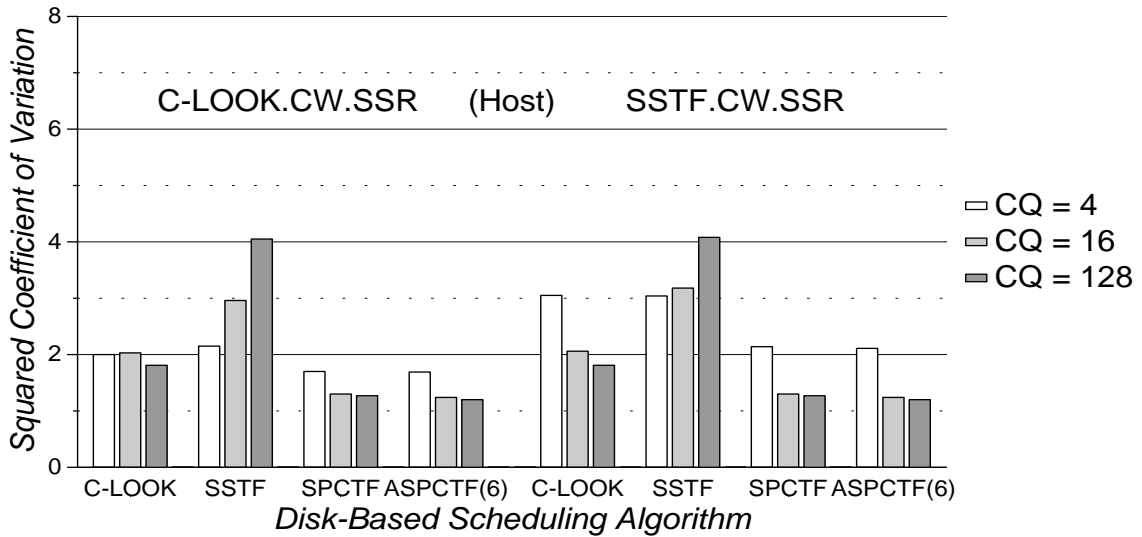 8
6
4
2
0
Squared Coefficient of Variation
C-LOOK.CW.SSR (Host) SSTF.CW.SSR
CQ = 4
CQ = 16
CQ = 128
C-LOOK SSTF SPCTF ASPCTF(6) C-LOOK SSTF SPCTF ASPCTF(6)
Disk-Based Scheduling Algorithm